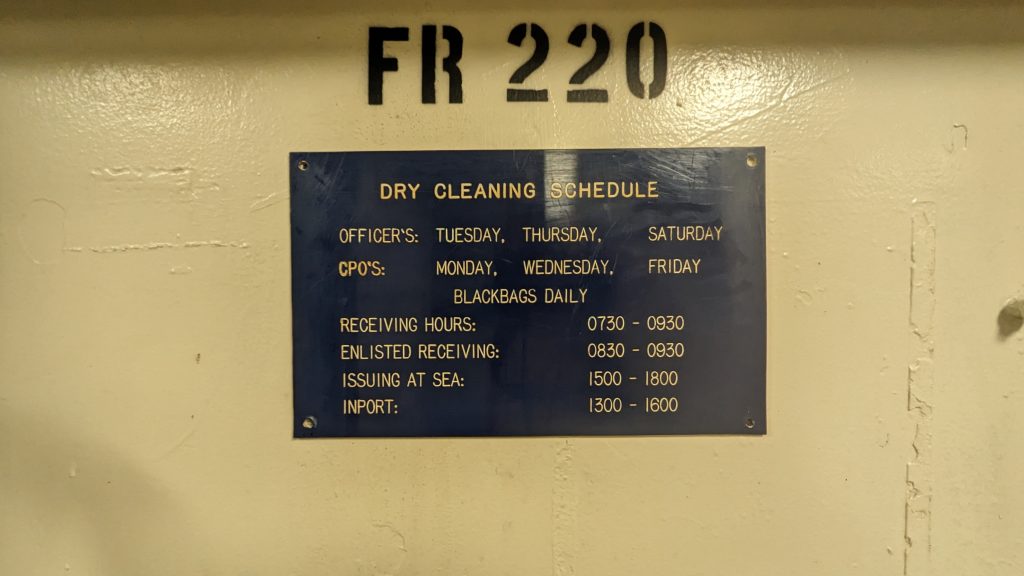 FR 220
DRY CLEANING SCHEDULE
OFFICER'S: TUESDAY, THURSDAY, SATURDAY
CPO'S: MONDAY, WEDNESDAY, FRIDAY
BLACKBAGS DAILY
RECEIVING HOURS: 0730 - 0930
ENLISTED RECEIVING: 0830 - 0930
ISSUING AT SEA: 1500 - 1800
INPORT: 1300 - 1600